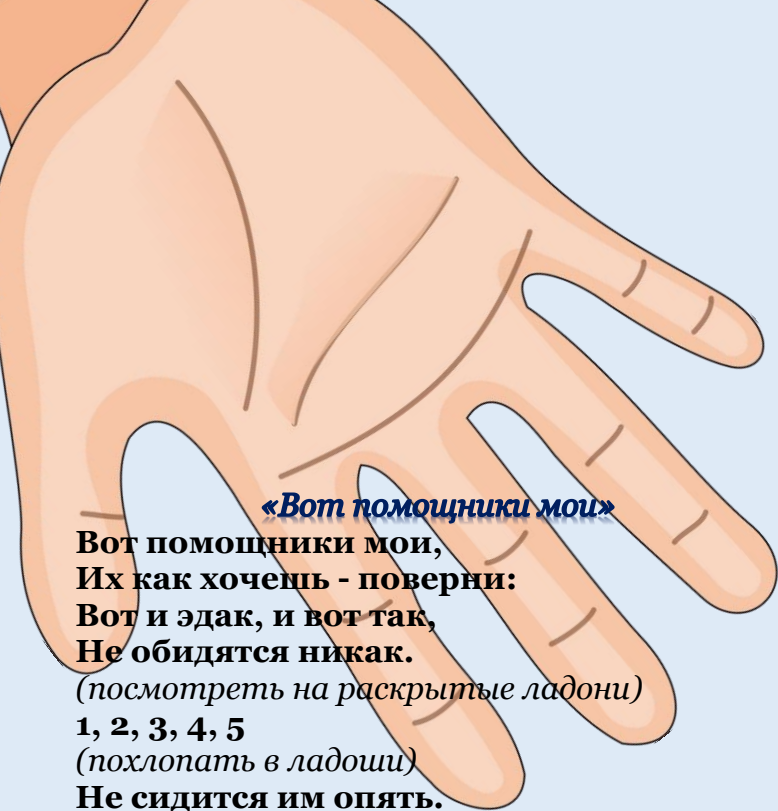 «Вот помощники мои»
Вот помощники мои,
Их как хочешь - поверни:
Вот и эдак, и вот так,
Не обидятся никак.
(посмотреть на раскрытые ладони)
1, 2, 3, 4, 5
(похлопать в ладоши)
Не сидится им опять.